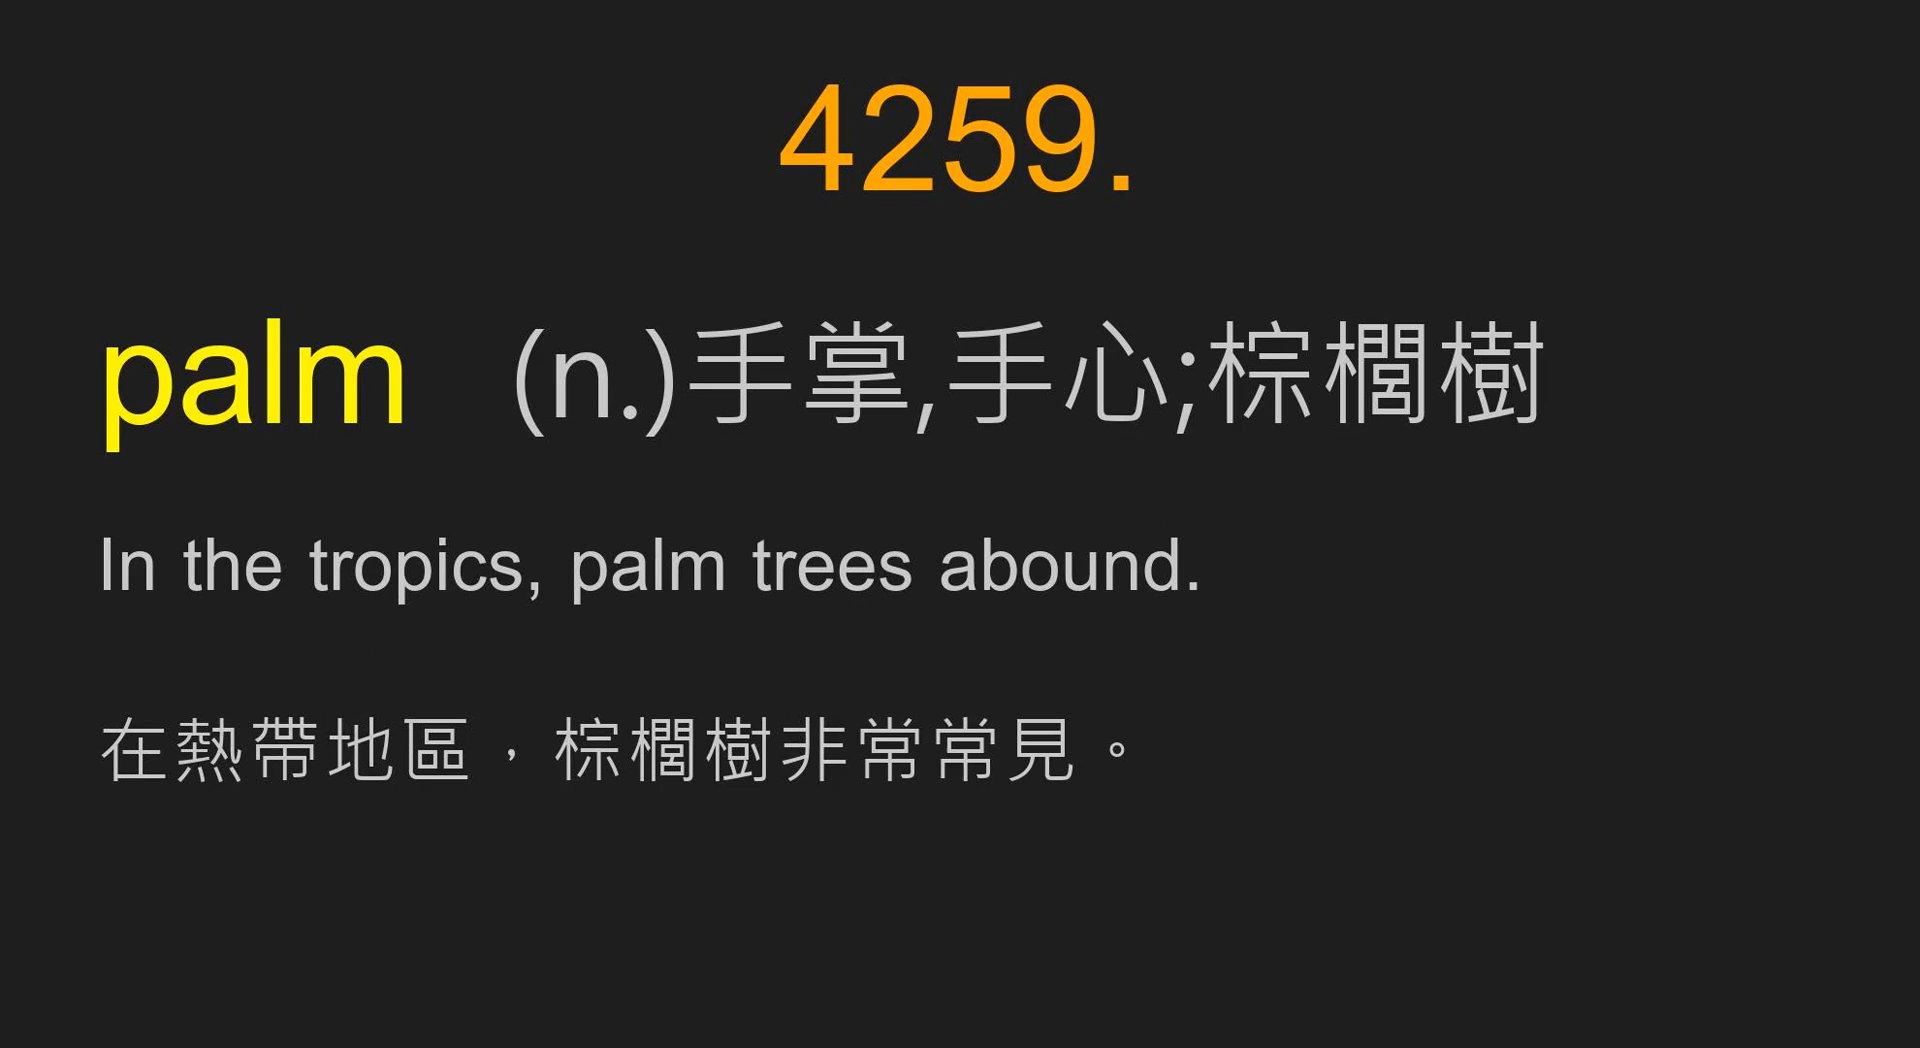 4259.
palm (n.)手掌,手心;棕櫚樹
In the tropics, palm trees abound.
在熱帶地區，棕櫚樹非常常見。